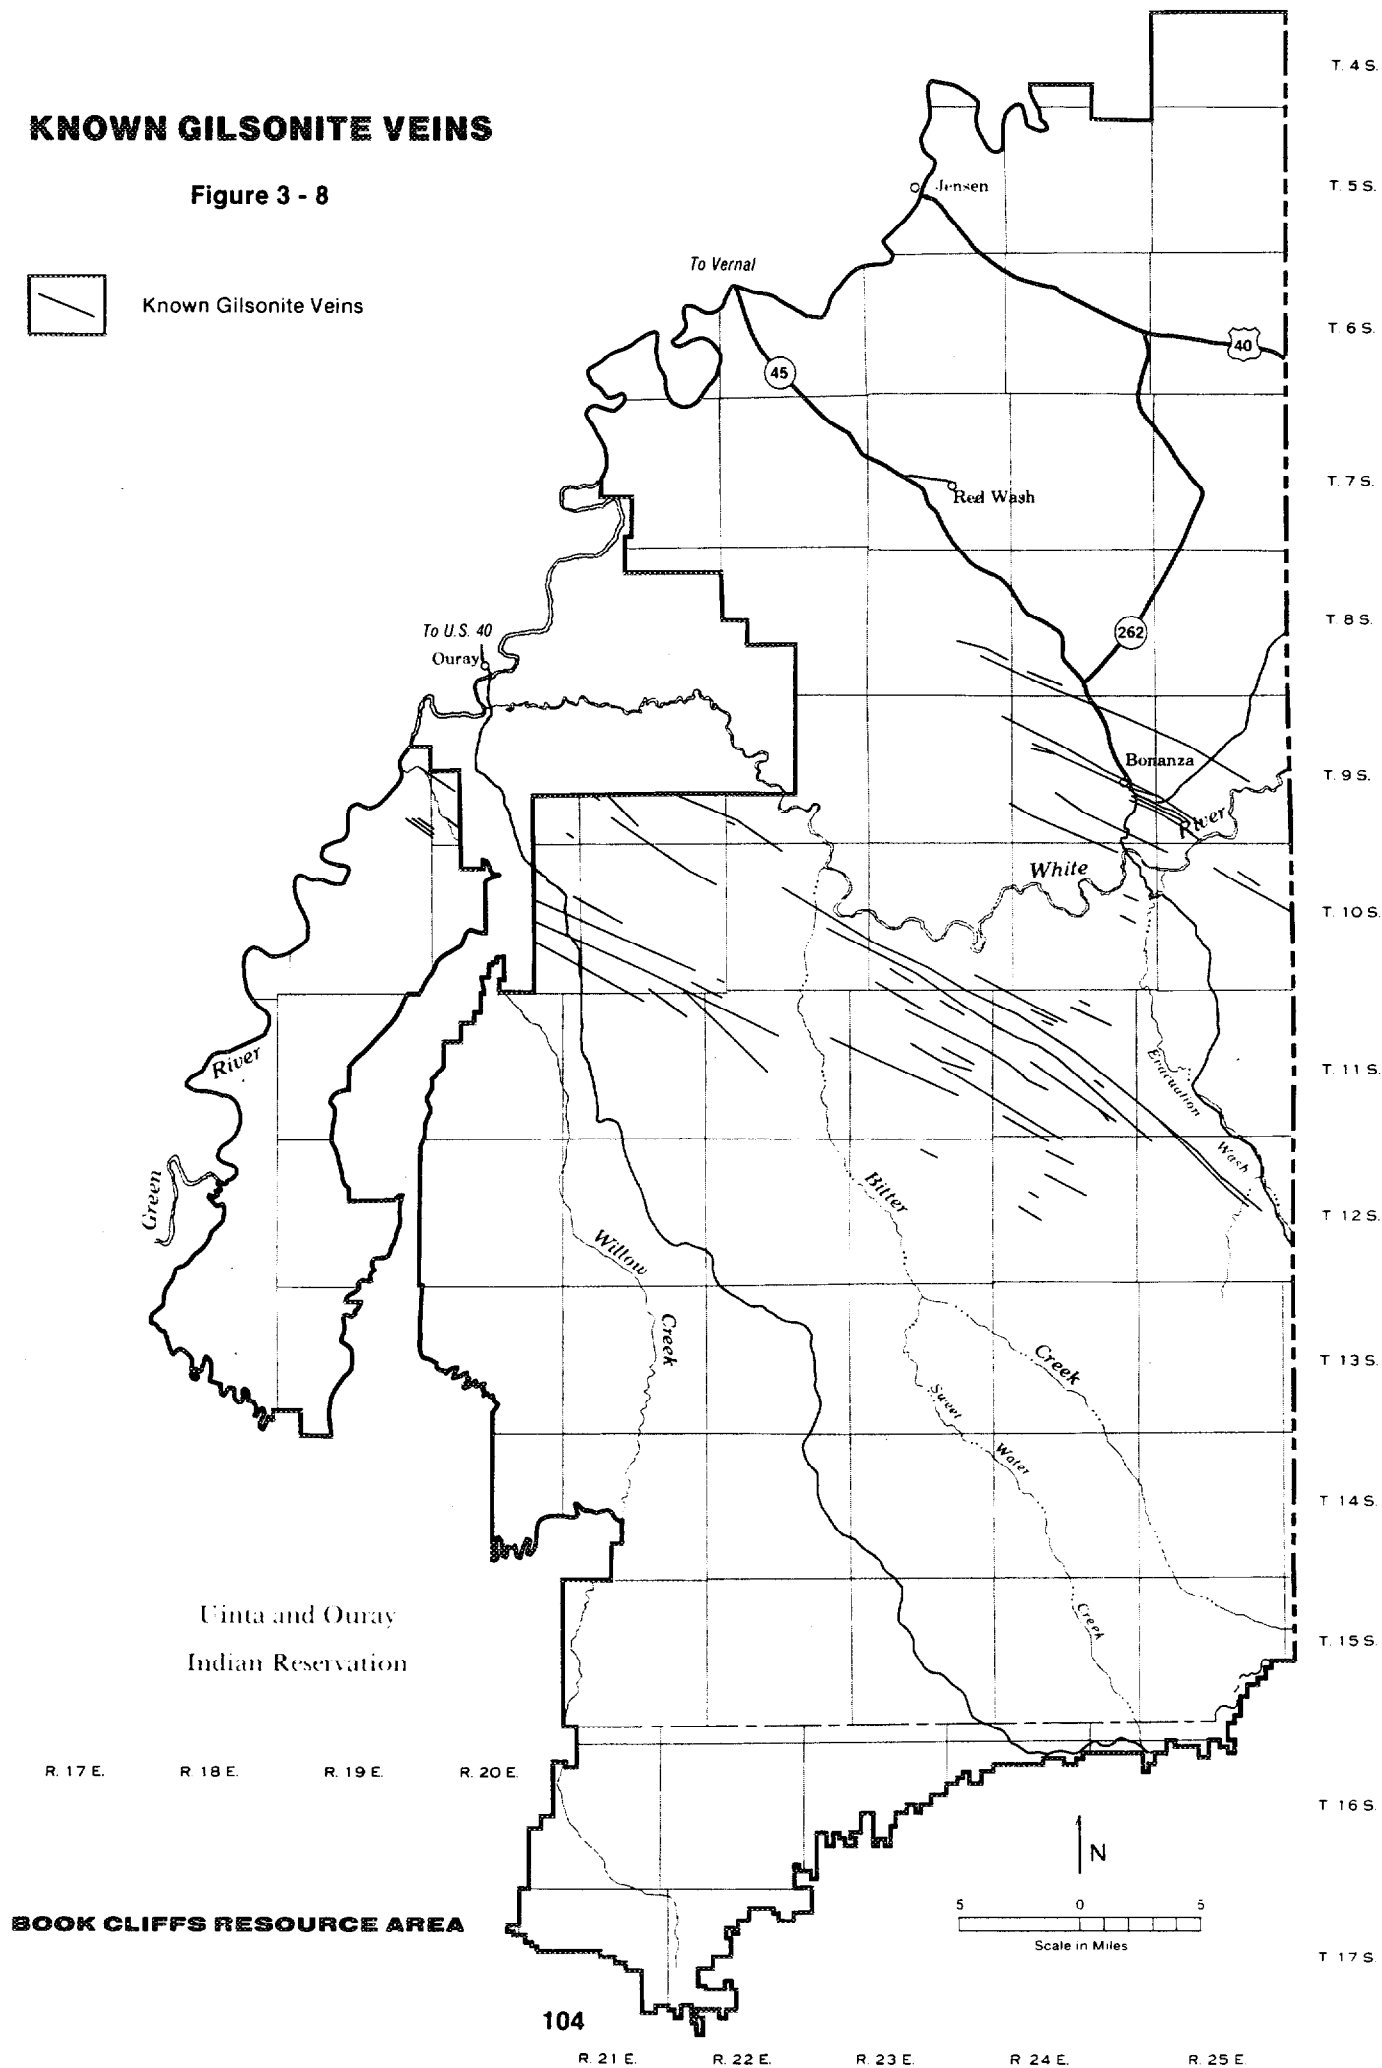 KNOWN GILSONITE VEINS
Figure 3 - 8
Known Gilsonite Veins
T. 4 S.
Jensen
T. 5 S.
To Vernal
T. 6 S.
40
45
Red Wash
T. 7 S.
To U.S. 40
Ouray
262
T. 8 S.
Bonanza
T. 9 S.
River
White
T. 10 S.
River
Evacuation
Wash
T. 11 S.
Green
Bitter
Willow
T 12 S.
Creek
Creek
T 13 S.
Sweet
Water
T 14 S.
Uinta and Ouray
Indian Reservation
Creek
T. 15 S.
R. 17 E. R 18 E. R. 19 E. R. 20 E.
T 16 S.
N
BOOK CLIFFS RESOURCE AREA
5 0 5
Scale in Miles
T 17 S.
104
R. 21 E. R. 22 E. R. 23 E. R 24 E. R. 25 E.